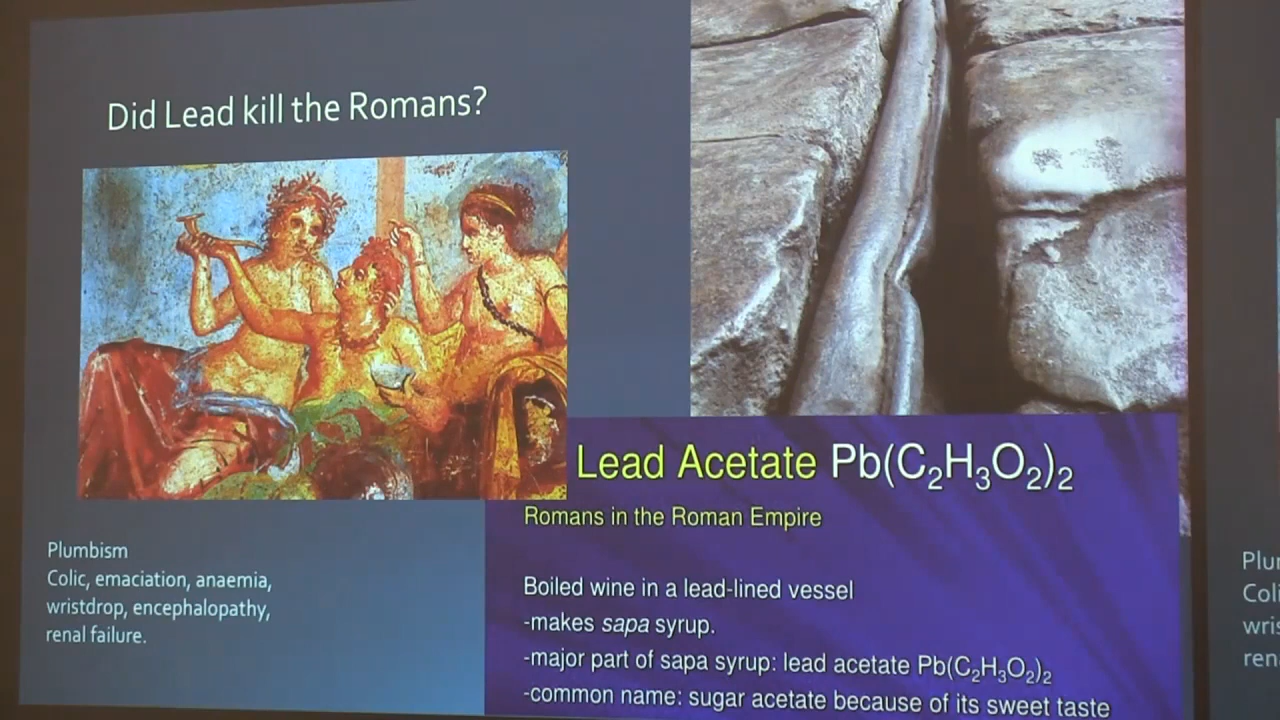 Did Lead kill the Romans?
Plumbism
Colic, emaciation, anaemia,
wristdrop, encephalopathy,
renal failure.
Lead Acetate Pb(C₂H₃O₂)₂
Romans in the Roman Empire
Boiled wine in a lead-lined vessel
-makes sapa syrup.
-major part of sapa syrup: lead acetate Pb(C₂H₃O₂)₂
-common name: sugar acetate because of its sweet taste